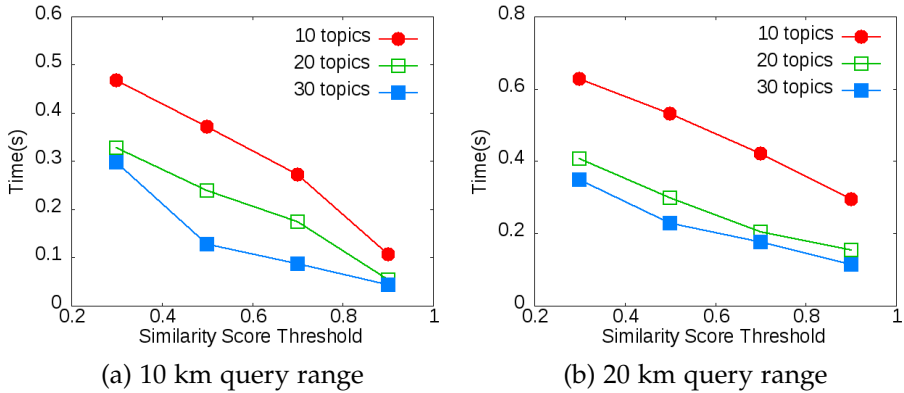 0.6
0.5
0.4
0.3
0.2
0.1
0
Time(s)
10 topics
20 topics
30 topics
0.2 0.4 0.6 0.8 1
Similarity Score Threshold
(a) 10 km query range
0.8
0.6
0.4
0.2
0
Time(s)
10 topics
20 topics
30 topics
0.2 0.4 0.6 0.8 1
Similarity Score Threshold
(b) 20 km query range